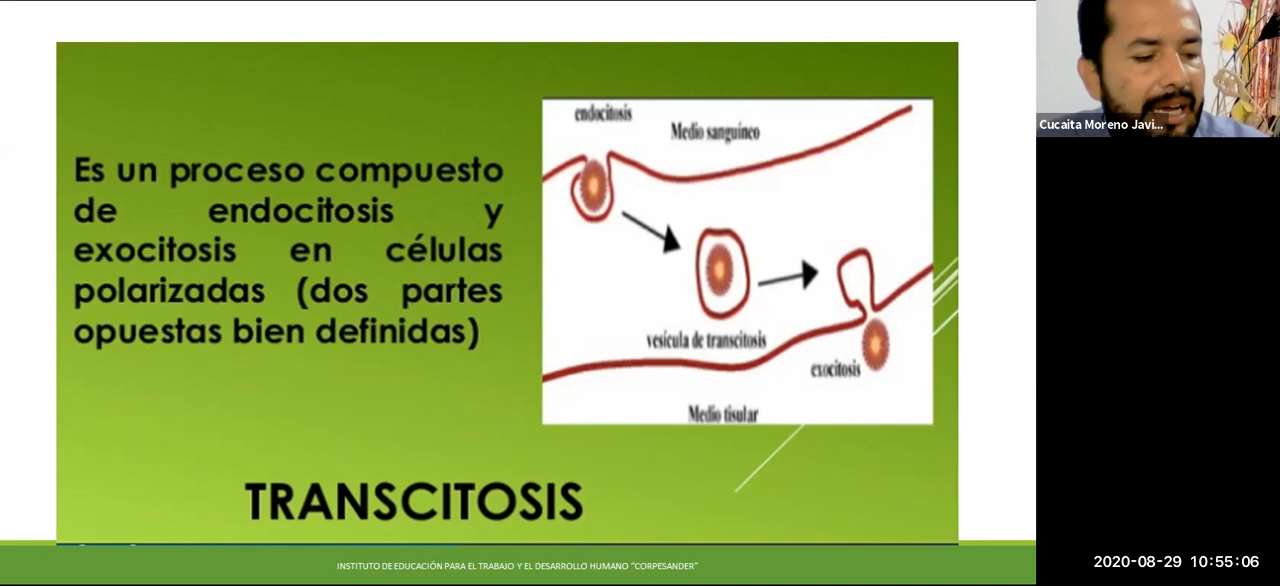 Es un proceso compuesto
de endocitosis y
exocitosis en células
polarizadas (dos partes
opuestas bien definidas)
endocitosis
Medio sanguíneo
vesícula de transcitosis
exocitosis
Medio tisular
TRANSCITOSIS
INSTITUTO DE EDUCACIÓN PARA EL TRABAJO Y EL DESARROLLO HUMANO "CORPESANDER"
Cucaita Moreno Javi...
2020-08-29 10:55:06